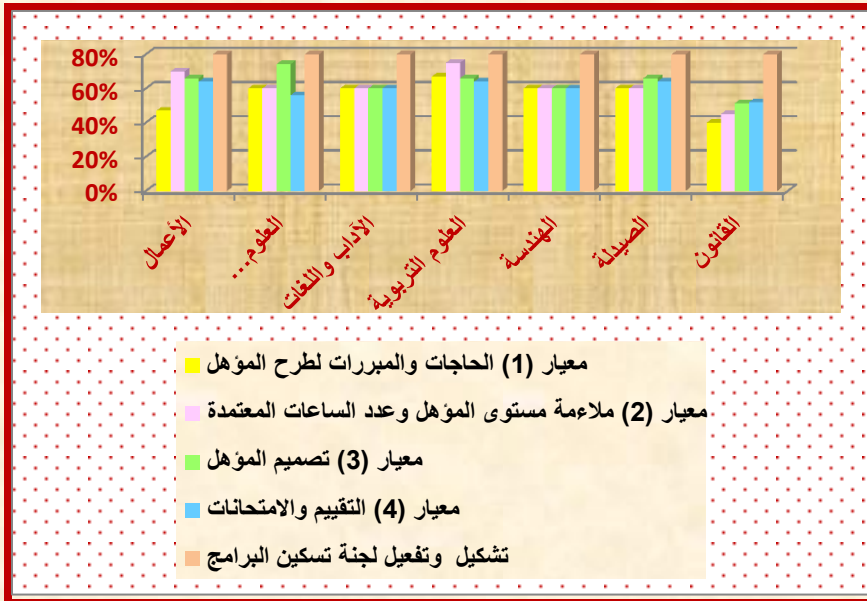 80%
60%
40%
20%
0%
الأعمال
العلوم...
الآداب واللغات
العلوم التربوية
الهندسة
الصيدلة
القانون
معيار (1) الحاجات والمبررات لطرح المؤهل
معيار (2) ملاءمة مستوى المؤهل وعدد الساعات المعتمدة
معيار (3) تصميم المؤهل
معيار (4) التقييم والامتحانات
تشكيل وتفعيل لجنة تسكين البرامج